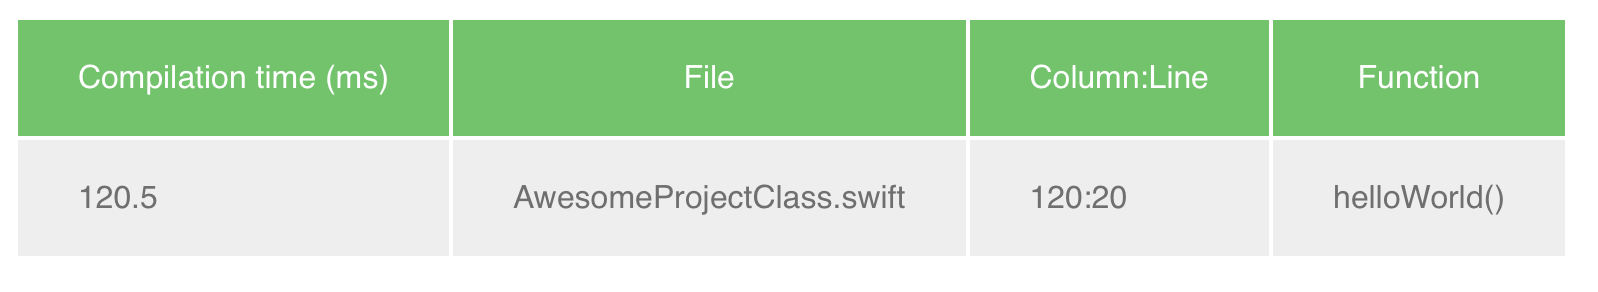 Compilation time (ms) File Column:Line Function
120.5 AwesomeProjectClass.swift 120:20 helloWorld()